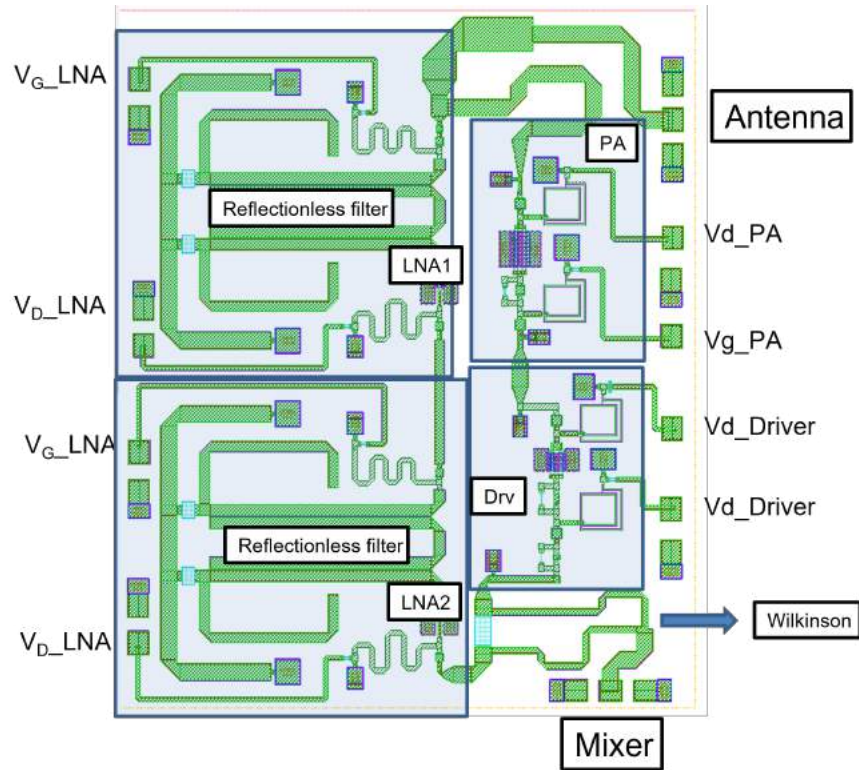 V_G_LNA
Antenna
PA
Reflectionless filter
Vd_PA
LNA1
V_D_LNA
Vg_PA
V_G_LNA
Vd_Driver
Drv
Vd_Driver
Reflectionless filter
LNA2
Wilkinson
V_D_LNA
Mixer